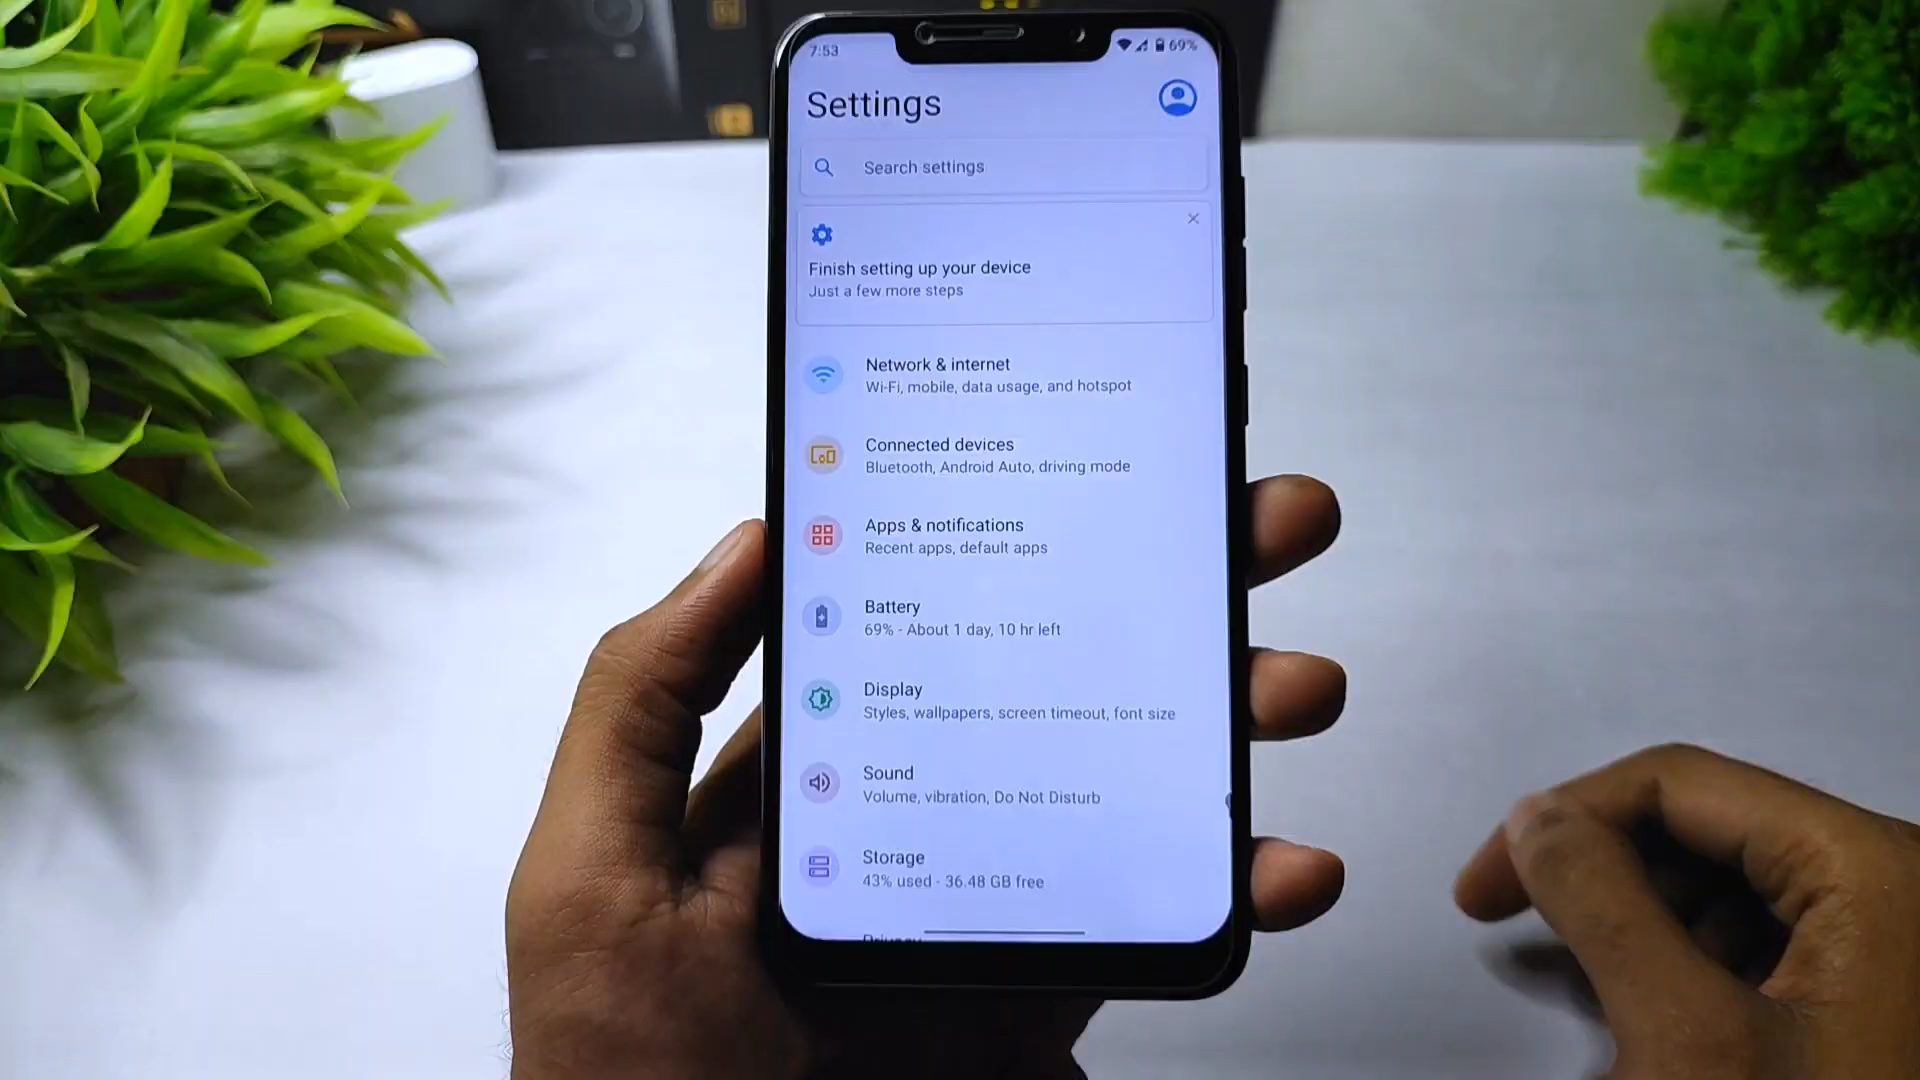 7:53
69%
Settings
Search settings
Finish setting up your device
Just a few more steps
Network & internet
Wi-Fi, mobile, data usage, and hotspot
Connected devices
Bluetooth, Android Auto, driving mode
Apps & notifications
Recent apps, default apps
Battery
69% - About 1 day, 10 hr left
Display
Styles, wallpapers, screen timeout, font size
Sound
Volume, vibration, Do Not Disturb
Storage
43% used - 36.48 GB free
Privacy